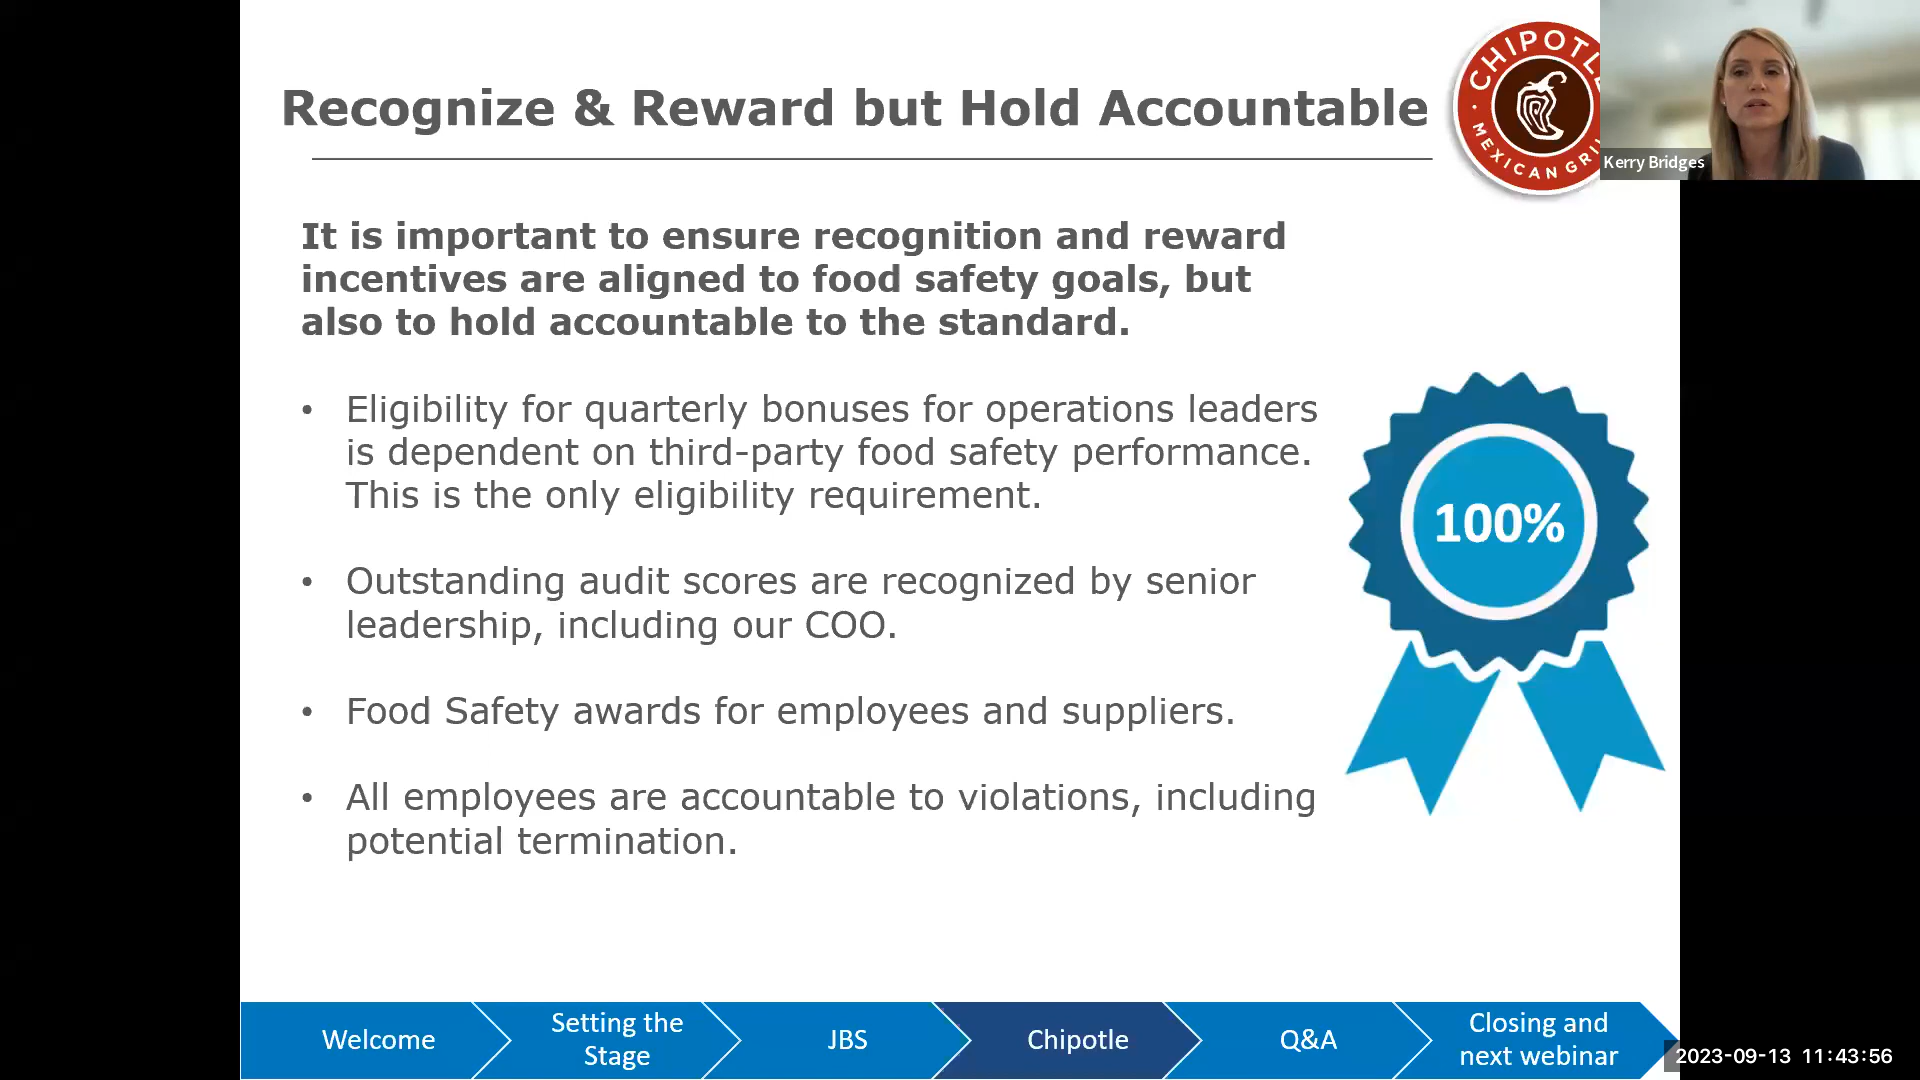 Recognize & Reward but Hold Accountable
CHIPOTLE
MEXICAN GRI
Kerry Bridges
It is important to ensure recognition and reward
incentives are aligned to food safety goals, but
also to hold accountable to the standard.
• Eligibility for quarterly bonuses for operations leaders
is dependent on third-party food safety performance.
This is the only eligibility requirement.
• Outstanding audit scores are recognized by senior
leadership, including our COO.
• Food Safety awards for employees and suppliers.
• All employees are accountable to violations, including
potential termination.
100%
Welcome
Setting the
Stage
JBS
Chipotle
Q&A
Closing and
next webinar
2023-09-13 11:43:56